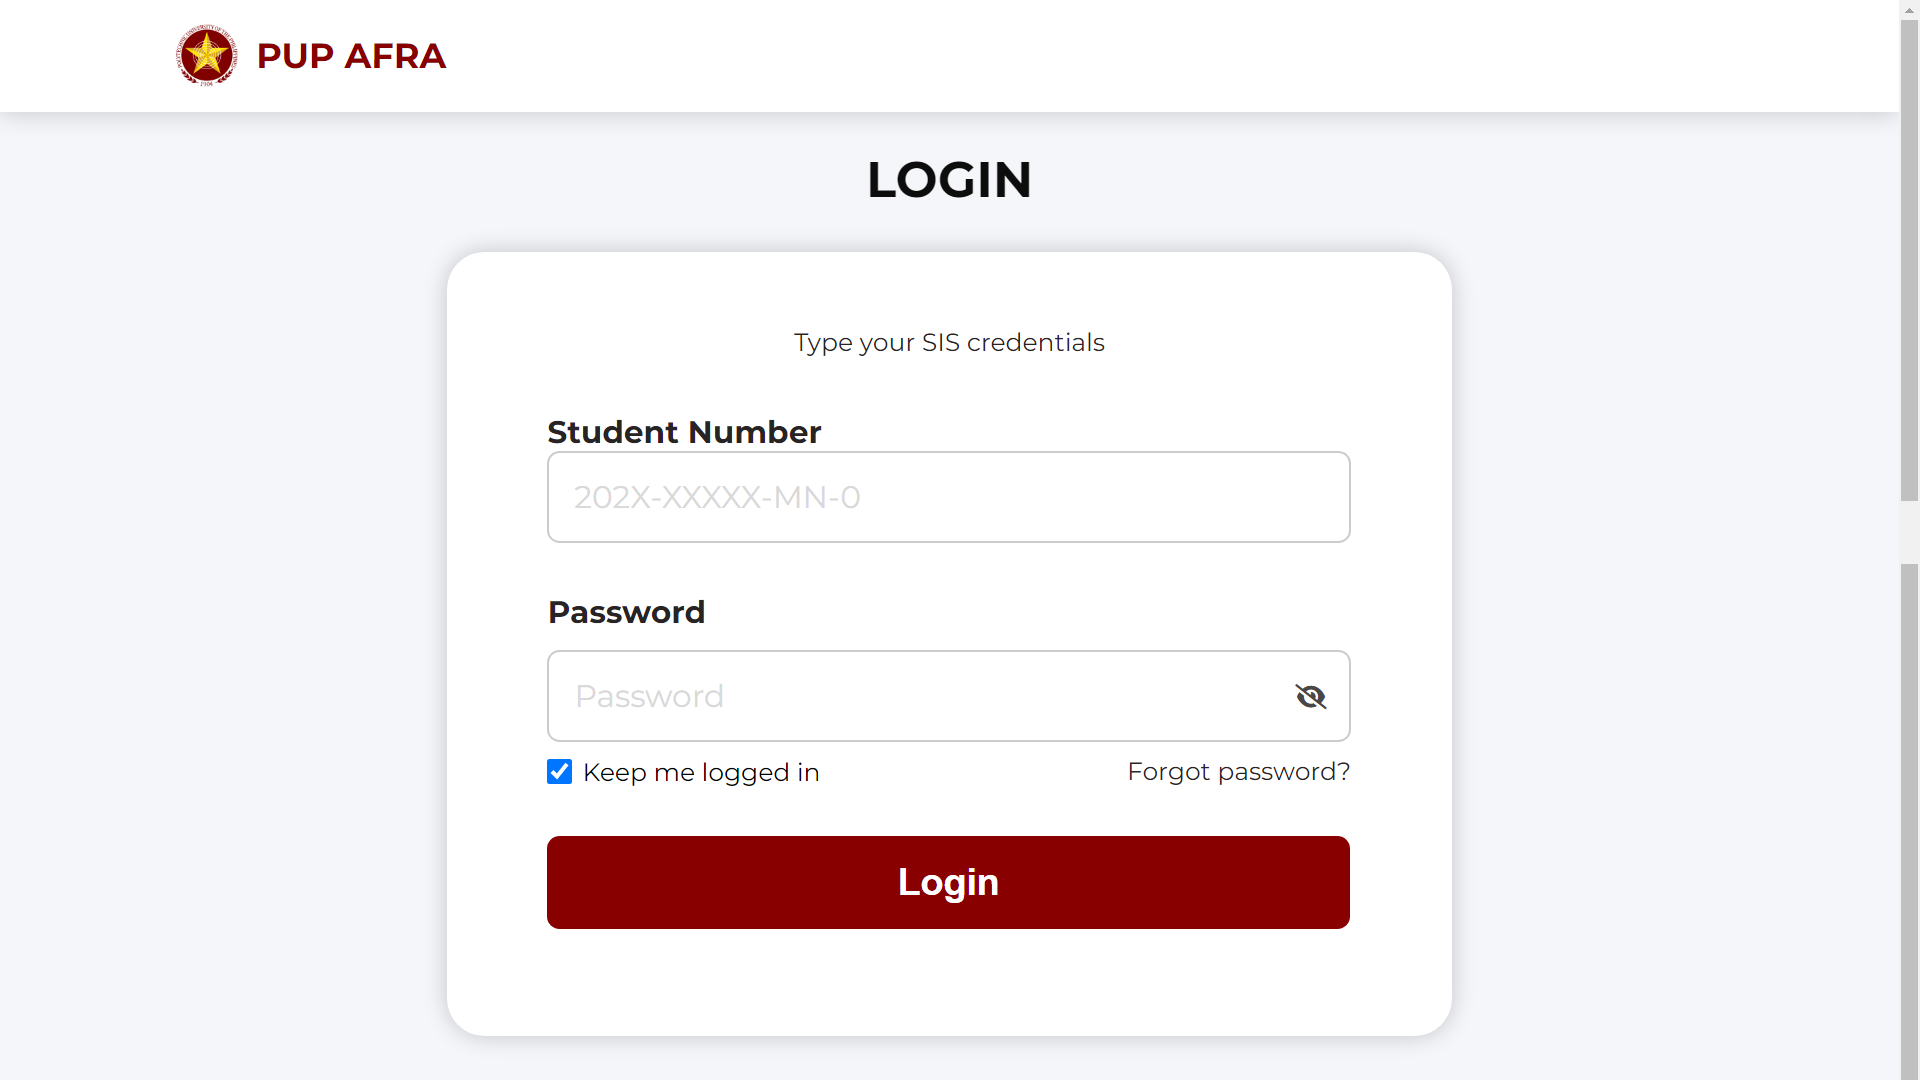 PUP AFRA
LOGIN
Type your SIS credentials
Student Number
202X-XXXXX-MN-0
Password
Password
Keep me logged in
Forgot password?
Login